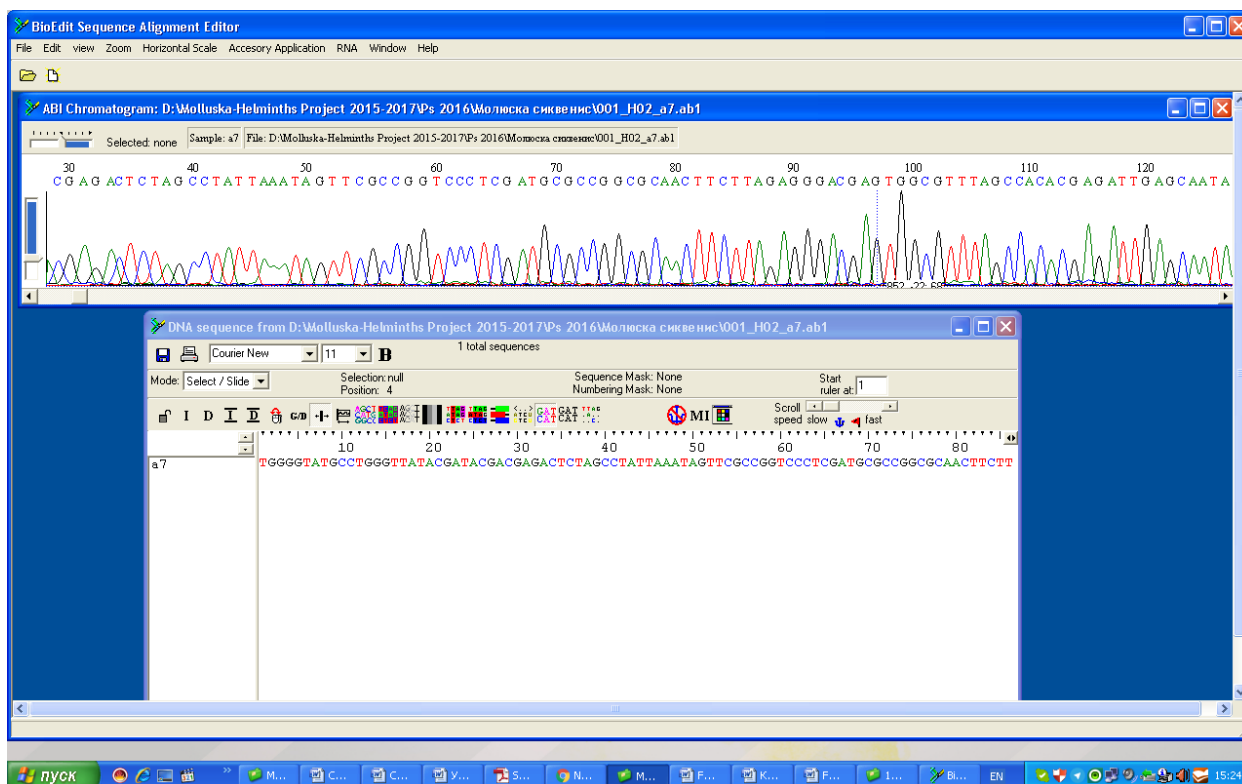 BioEdit Sequence Alignment Editor
File Edit view Zoom Horizontal Scale Accesory Application RNA Window Help
ABI Chromatogram: D:\Molluska-Helminths Project 2015-2017\Ps 2016\Молюска сиквенис\001_H02_a7.ab1
Selected: none Sample: a7 File: D:\Molluska-Helminths Project 2015-2017\Ps 2016\Молюска сиквенис\001_H02_a7.ab1
30 40 50 60 70 80 90 100 110 120
CGAGACTCTAGCCTATTAAATAGTTCGCCGGTCCCTCGATGCGCCGGCGCAACTTCTTAGAGGGACGAGTGGCGTTTAGCCACACGAGATTGAGCAATA
DNA sequence from D:\Molluska-Helminths Project 2015-2017\Ps 2016\Молюска сиквенис\001_H02_a7.ab1
Courier New 11 B 1 total sequences
Mode: Select / Slide Selection: null Sequence Mask: None Start
Position: 4 Numbering Mask: None ruler at: 1
I D I D G/D MI Scroll
speed slow fast
10 20 30 40 50 60 70 80
a7 TGGGGTATGCCTGGGTTATACGATACGACGAGACTCTAGCCTATTAAATAGTTCGCCGGTCCCTCGATGCGCCGGCGCAACTTCTT
пуск M... C... C... У... S... N... M... F... K... F... 1... Bi... EN 15:24